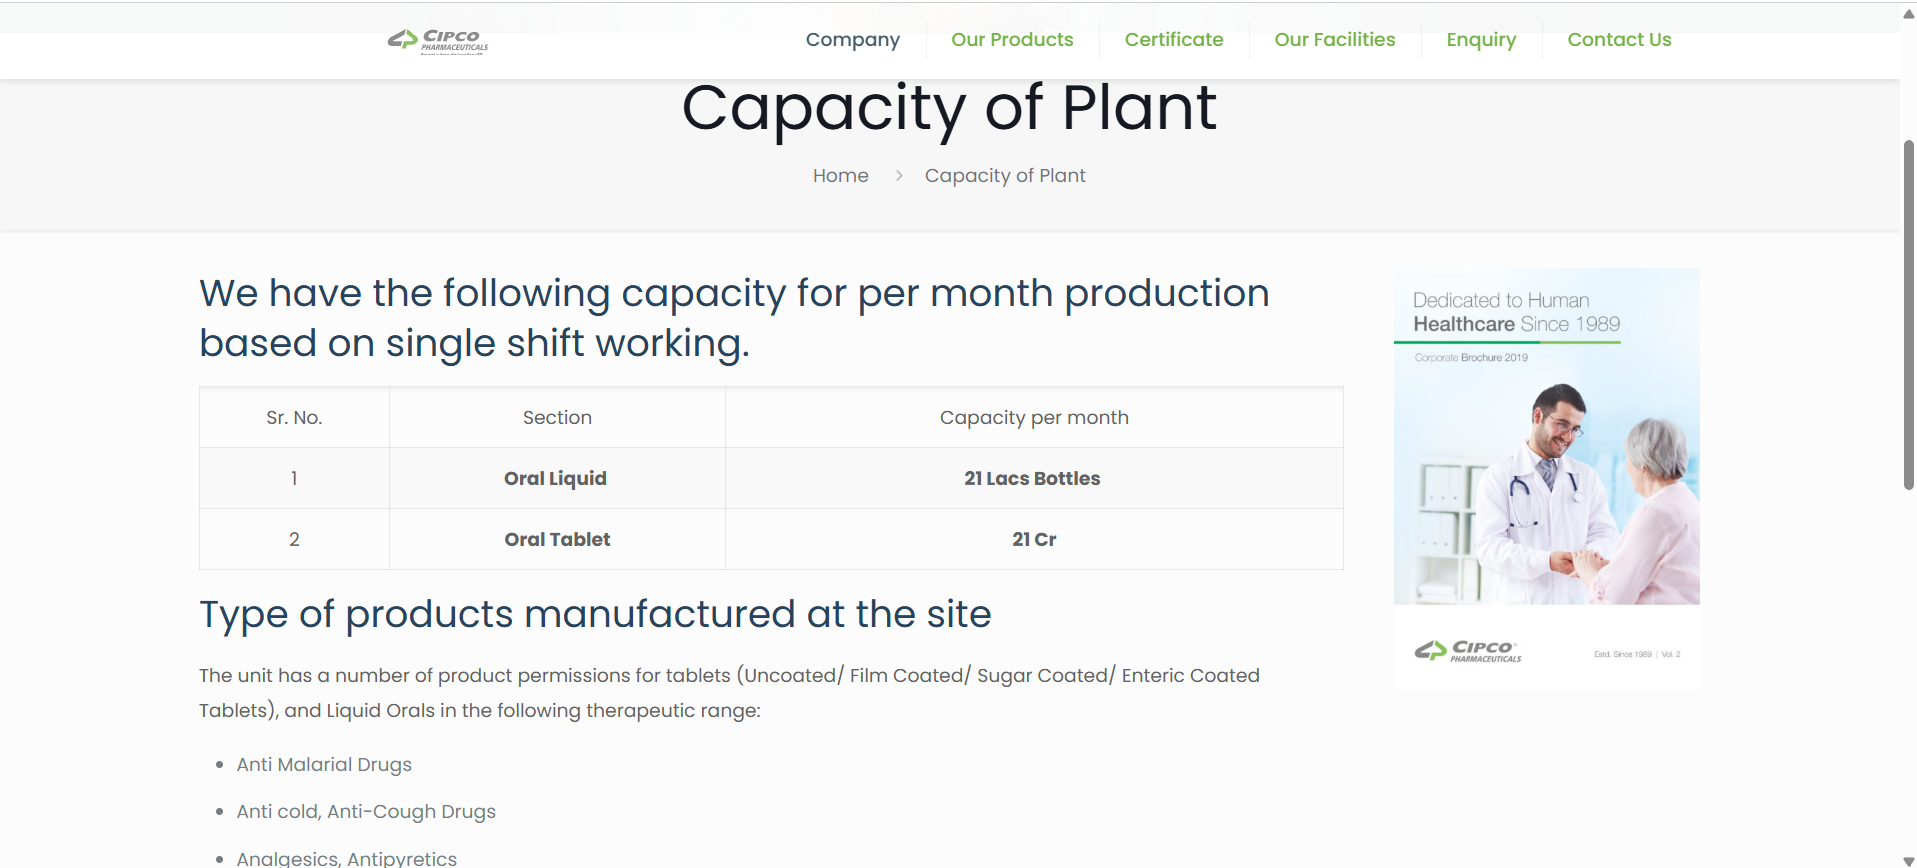 CIPCO
PHARMACEUTICALS
Company
Our Products
Certificate
Our Facilities
Enquiry
Contact Us
Capacity of Plant
Home > Capacity of Plant
We have the following capacity for per month production
based on single shift working.
Sr. No. Section Capacity per month
1 Oral Liquid 21 Lacs Bottles
2 Oral Tablet 21 Cr
Type of products manufactured at the site
The unit has a number of product permissions for tablets (Uncoated/ Film Coated/ Sugar Coated/ Enteric Coated
Tablets), and Liquid Orals in the following therapeutic range:
• Anti Malarial Drugs
• Anti cold, Anti-Cough Drugs
• Analgesics, Antipyretics
Dedicated to Human
Healthcare Since 1989
Corporate Brochure 2019
CIPCO®
PHARMACEUTICALS
Estd. Since 1989 | Vol. 2